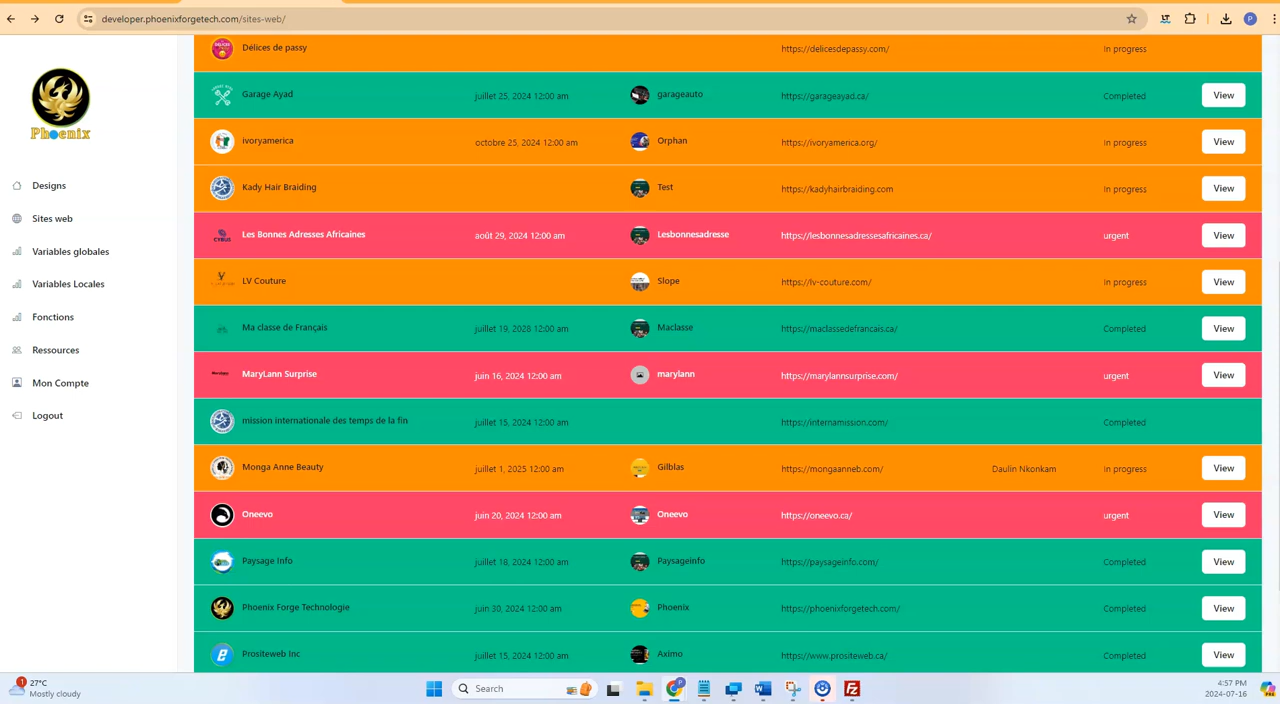 developer.phoenixforgetech.com/sites-web/
Phoenix
Designs
Sites web
Variables globales
Variables Locales
Fonctions
Ressources
Mon Compte
Logout
Délices de passy https://delicesdepassy.com/ In progress
Garage Ayad juillet 25, 2024 12:00 am garageauto https://garageayad.ca/ Completed View
ivoryamerica octobre 25, 2024 12:00 am Orphan https://ivoryamerica.org/ In progress View
Kady Hair Braiding Test https://kadyhairbraiding.com In progress View
Les Bonnes Adresses Africaines août 29, 2024 12:00 am Lesbonnesadresse https://lesbonnesadressesafricaines.ca/ urgent View
LV Couture Slope https://lv-couture.com/ In progress View
Ma classe de Français juillet 19, 2028 12:00 am Maclasse https://maclassedefrancais.ca/ Completed View
MaryLann Surprise juin 16, 2024 12:00 am marylann https://marylannsurprise.com/ urgent View
mission internationale des temps de la fin juillet 15, 2024 12:00 am https://internamission.com/ Completed
Monga Anne Beauty juillet 1, 2025 12:00 am Gilblas https://mongaanneb.com/ Daulin Nkonkam In progress View
Oneevo juin 20, 2024 12:00 am Oneevo https://oneevo.ca/ urgent View
Paysage Info juillet 18, 2024 12:00 am Paysageinfo https://paysageinfo.com/ Completed View
Phoenix Forge Technologie juin 30, 2024 12:00 am Phoenix https://phoenixforgetech.com/ Completed View
Prositeweb Inc juillet 15, 2024 12:00 am Aximo https://www.prositeweb.ca/ Completed View
1
27°C
Mostly cloudy
Search
4:57 PM
2024-07-16